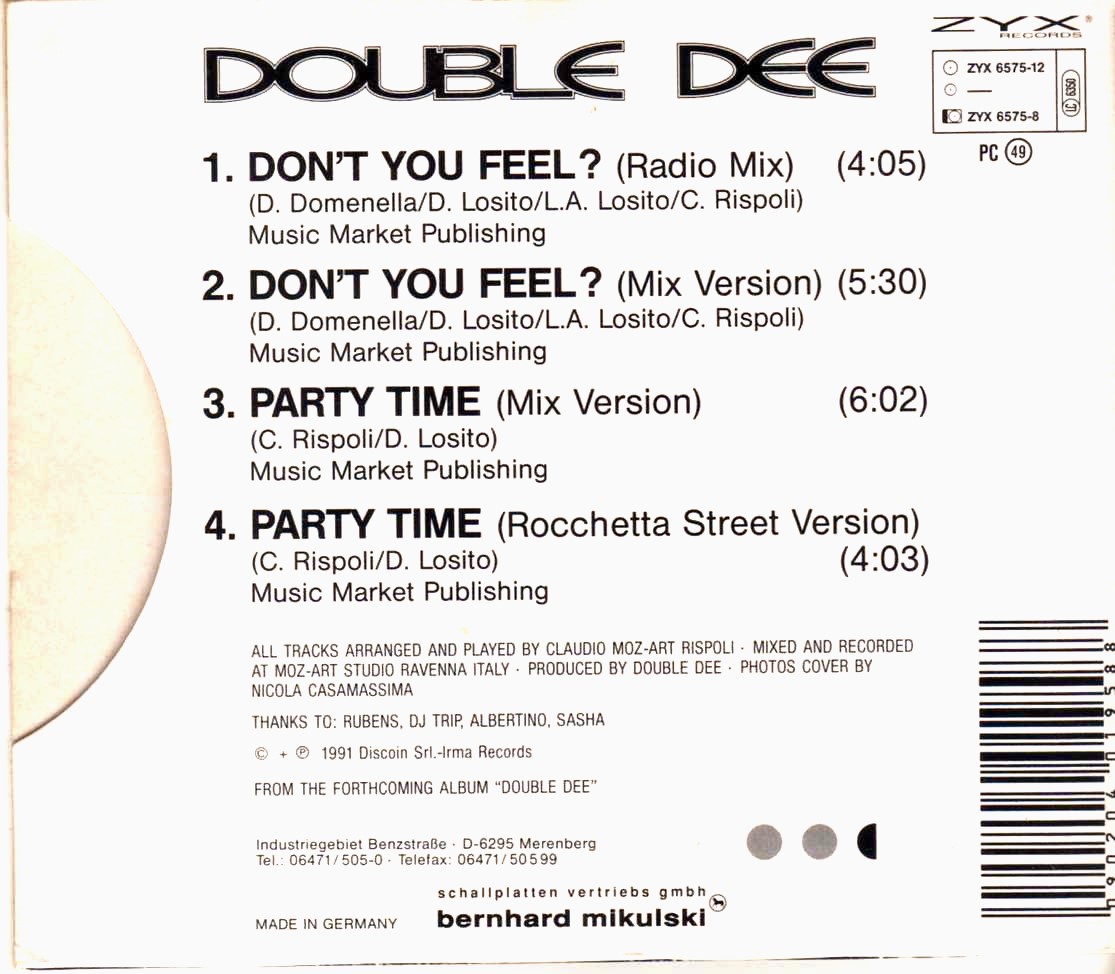 DOUBLE DEE
ZYX®
RECORDS
ZYX 6575-12
—
ZYX 6575-8
LC 6350
PC 49
1. DON'T YOU FEEL? (Radio Mix) (4:05)
(D. Domenella/D. Losito/L.A. Losito/C. Rispoli)
Music Market Publishing
2. DON'T YOU FEEL? (Mix Version) (5:30)
(D. Domenella/D. Losito/L.A. Losito/C. Rispoli)
Music Market Publishing
3. PARTY TIME (Mix Version) (6:02)
(C. Rispoli/D. Losito)
Music Market Publishing
4. PARTY TIME (Rocchetta Street Version)
(C. Rispoli/D. Losito) (4:03)
Music Market Publishing
ALL TRACKS ARRANGED AND PLAYED BY CLAUDIO MOZ-ART RISPOLI · MIXED AND RECORDED
AT MOZ-ART STUDIO RAVENNA ITALY · PRODUCED BY DOUBLE DEE · PHOTOS COVER BY
NICOLA CASAMASSIMA
THANKS TO: RUBENS, DJ TRIP, ALBERTINO, SASHA
© + ℗ 1991 Discoin Srl.-Irma Records
FROM THE FORTHCOMING ALBUM “DOUBLE DEE”
Industriegebiet Benzstraße · D-6295 Merenberg
Tel.: 06471/505-0 · Telefax: 06471/50599
schallplatten vertriebs gmbh
MADE IN GERMANY bernhard mikulski
090204 019588